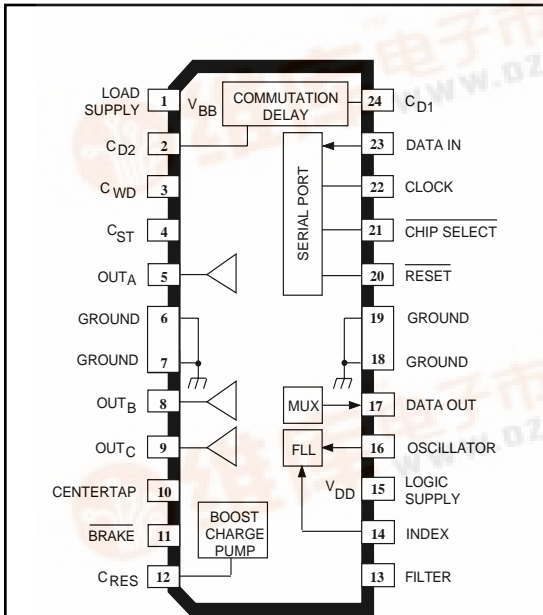 LOAD SUPPLY 1 V_BB
C_D2 2
C_WD 3
C_ST 4
OUT_A 5
GROUND 6
GROUND 7
OUT_B 8
OUT_C 9
CENTERTAP 10
BRAKE 11
C_RES 12
COMMUTATION DELAY
SERIAL PORT
MUX
FLL
BOOST CHARGE PUMP
24 C_D1
23 DATA IN
22 CLOCK
21 CHIP SELECT
20 RESET
19 GROUND
18 GROUND
17 DATA OUT
16 OSCILLATOR
V_DD 15 LOGIC SUPPLY
14 INDEX
13 FILTER